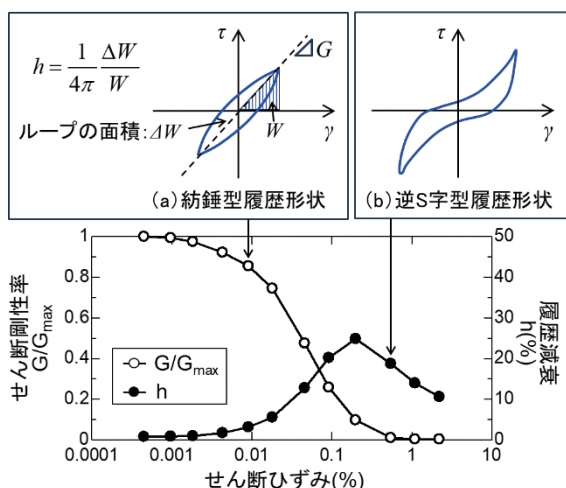 h = 1/4π ΔW/W
ループの面積:ΔW
τ
G
W
γ
(a)紡錘型履歴形状
τ
γ
(b)逆S字型履歴形状
せん断剛性率
G/Gmax
1
0.8
0.6
0.4
0.2
0
G/Gmax
h
50
40
30
20
10
0
履歴減衰
h(%)
0.0001
0.001
0.01
0.1
1
10
せん断ひずみ(%)